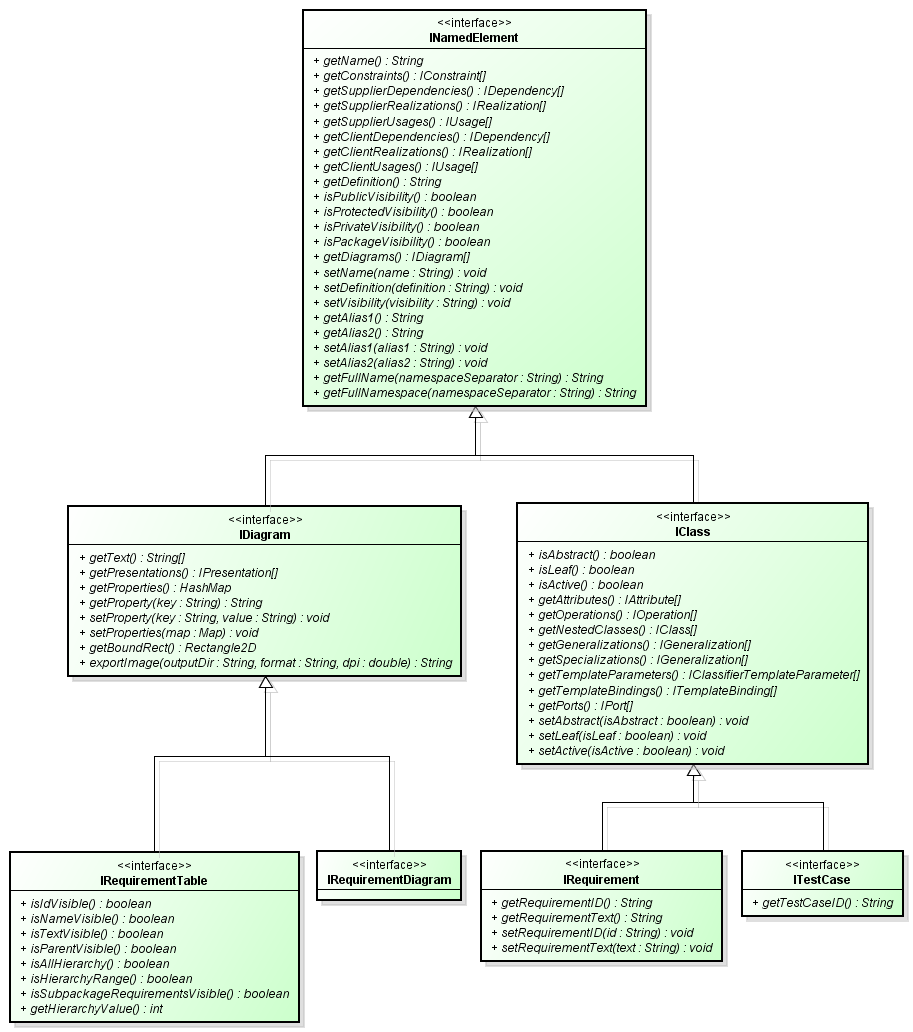 <<interface>>
INamedElement
+ getName() : String
+ getConstraints() : IConstraint[]
+ getSupplierDependencies() : IDependency[]
+ getSupplierRealizations() : IRealization[]
+ getSupplierUsages() : IUsage[]
+ getClientDependencies() : IDependency[]
+ getClientRealizations() : IRealization[]
+ getClientUsages() : IUsage[]
+ getDefinition() : String
+ isPublicVisibility() : boolean
+ isProtectedVisibility() : boolean
+ isPrivateVisibility() : boolean
+ isPackageVisibility() : boolean
+ getDiagrams() : IDiagram[]
+ setName(name : String) : void
+ setDefinition(definition : String) : void
+ setVisibility(visibility : String) : void
+ getAlias1() : String
+ getAlias2() : String
+ setAlias1(alias1 : String) : void
+ setAlias2(alias2 : String) : void
+ getFullName(namespaceSeparator : String) : String
+ getFullNamespace(namespaceSeparator : String) : String
<<interface>>
IDiagram
+ getText() : String[]
+ getPresentations() : IPresentation[]
+ getProperties() : HashMap
+ getProperty(key : String) : String
+ setProperty(key : String, value : String) : void
+ setProperties(map : Map) : void
+ getBoundRect() : Rectangle2D
+ exportImage(outputDir : String, format : String, dpi : double) : String
<<interface>>
IClass
+ isAbstract() : boolean
+ isLeaf() : boolean
+ isActive() : boolean
+ getAttributes() : IAttribute[]
+ getOperations() : IOperation[]
+ getNestedClasses() : IClass[]
+ getGeneralizations() : IGeneralization[]
+ getSpecializations() : IGeneralization[]
+ getTemplateParameters() : IClassifierTemplateParameter[]
+ getTemplateBindings() : ITemplateBinding[]
+ getPorts() : IPort[]
+ setAbstract(isAbstract : boolean) : void
+ setLeaf(isLeaf : boolean) : void
+ setActive(isActive : boolean) : void
<<interface>>
IRequirementTable
+ isIdVisible() : boolean
+ isNameVisible() : boolean
+ isTextVisible() : boolean
+ isParentVisible() : boolean
+ isAllHierarchy() : boolean
+ isHierarchyRange() : boolean
+ isSubpackageRequirementsVisible() : boolean
+ getHierarchyValue() : int
<<interface>>
IRequirementDiagram
<<interface>>
IRequirement
+ getRequirementID() : String
+ getRequirementText() : String
+ setRequirementID(id : String) : void
+ setRequirementText(text : String) : void
<<interface>>
ITestCase
+ getTestCaseID() : String